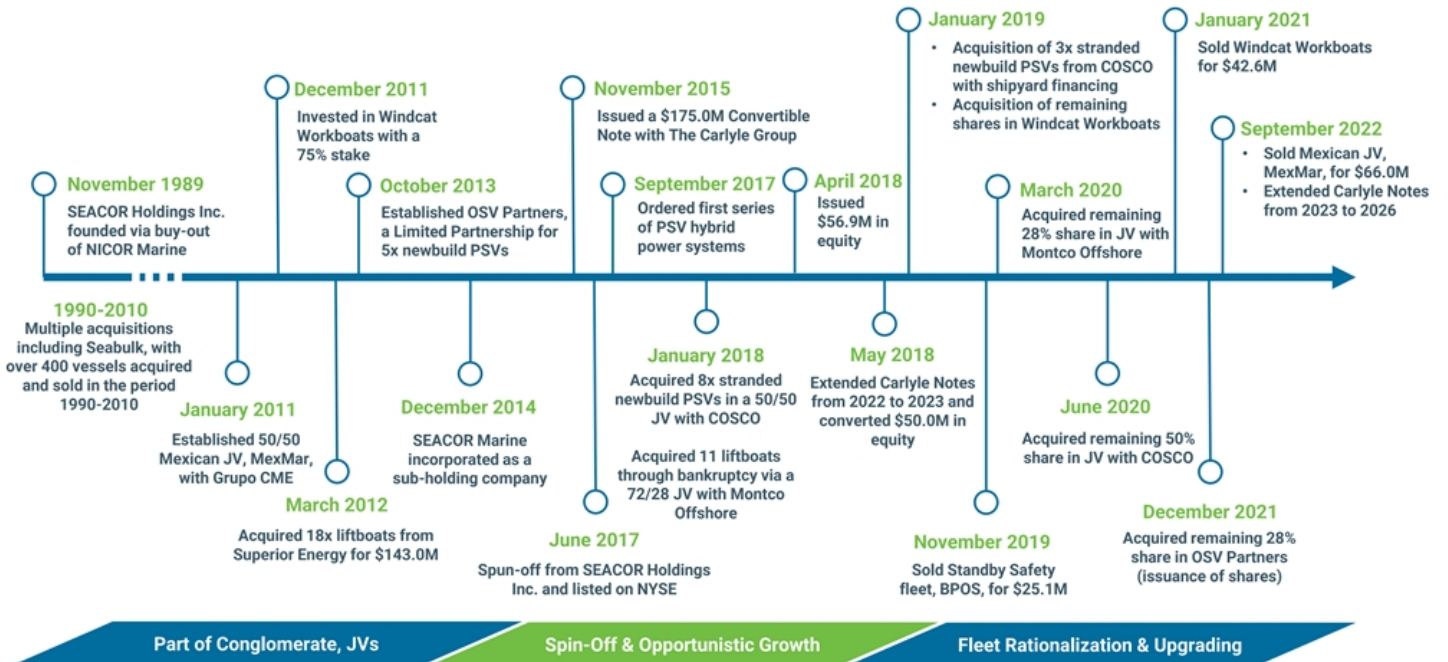 November 1989
SEACOR Holdings Inc.
founded via buy-out
of NICOR Marine
1990-2010
Multiple acquisitions
including Seabulk, with
over 400 vessels acquired
and sold in the period
1990-2010
January 2011
Established 50/50
Mexican JV, MexMar,
with Grupo CME
December 2011
Invested in Windcat
Workboats with a
75% stake
March 2012
Acquired 18x liftboats from
Superior Energy for $143.0M
October 2013
Established OSV Partners,
a Limited Partnership for
5x newbuild PSVs
December 2014
SEACOR Marine
incorporated as a
sub-holding company
November 2015
Issued a $175.0M Convertible
Note with The Carlyle Group
June 2017
Spun-off from SEACOR Holdings
Inc. and listed on NYSE
September 2017
Ordered first series
of PSV hybrid
power systems
January 2018
Acquired 8x stranded
newbuild PSVs in a 50/50
JV with COSCO
Acquired 11 liftboats
through bankruptcy via a
72/28 JV with Montco
Offshore
April 2018
Issued
$56.9M in
equity
May 2018
Extended Carlyle Notes
from 2022 to 2023 and
converted $50.0M in
equity
January 2019
• Acquisition of 3x stranded
newbuild PSVs from COSCO
with shipyard financing
• Acquisition of remaining
shares in Windcat Workboats
November 2019
Sold Standby Safety
fleet, BPOS, for $25.1M
March 2020
Acquired remaining
28% share in JV with
Montco Offshore
June 2020
Acquired remaining 50%
share in JV with COSCO
January 2021
Sold Windcat Workboats
for $42.6M
December 2021
Acquired remaining 28%
share in OSV Partners
(issuance of shares)
September 2022
• Sold Mexican JV,
MexMar, for $66.0M
• Extended Carlyle Notes
from 2023 to 2026
Part of Conglomerate, JVs
Spin-Off & Opportunistic Growth
Fleet Rationalization & Upgrading